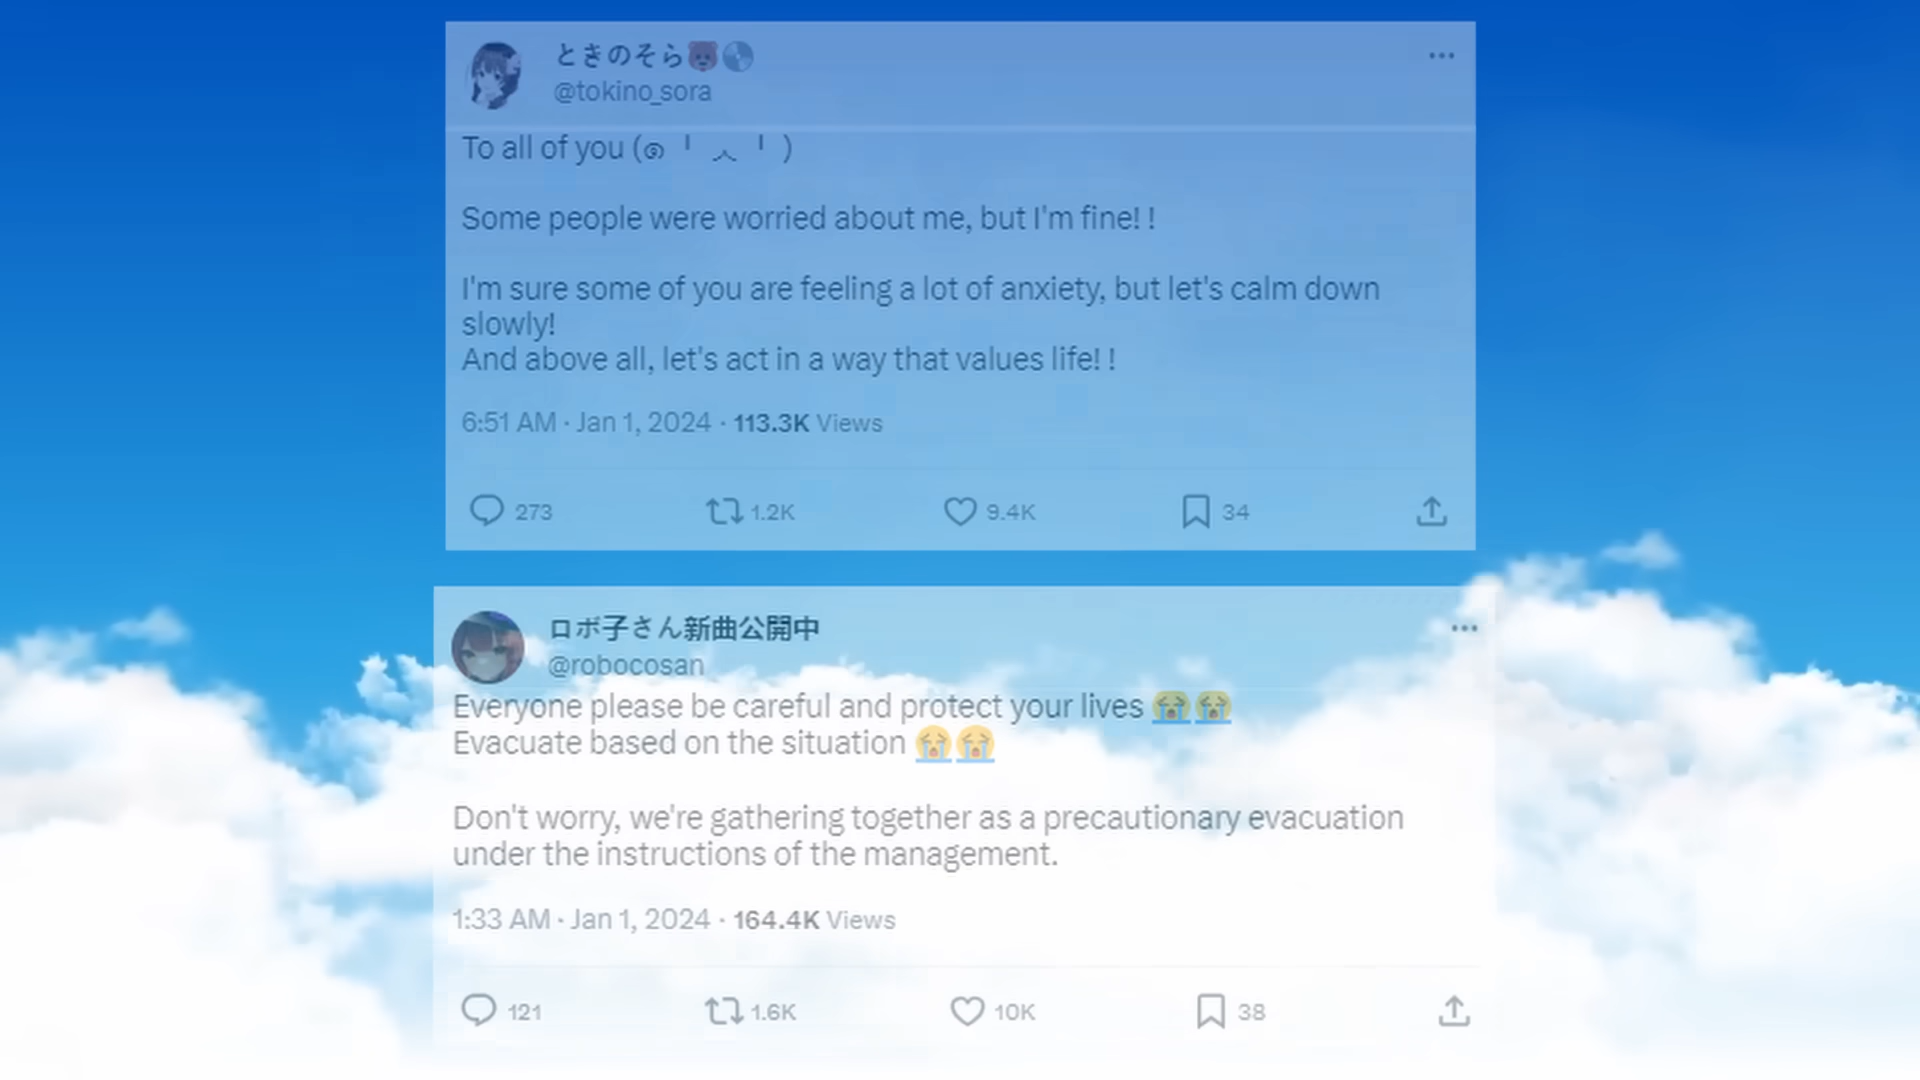 ときのそら🐻💿
@tokino_sora
To all of you (๑ ╹ ﹏ ╹ )
Some people were worried about me, but I'm fine! !
I'm sure some of you are feeling a lot of anxiety, but let's calm down
slowly!
And above all, let's act in a way that values life! !
6:51 AM · Jan 1, 2024 · 113.3K Views
273 1.2K 9.4K 34
ロボ子さん新曲公開中
@robocosan
Everyone please be careful and protect your lives 😭😭
Evacuate based on the situation 😭😭
Don't worry, we're gathering together as a precautionary evacuation
under the instructions of the management.
1:33 AM · Jan 1, 2024 · 164.4K Views
121 1.6K 10K 38